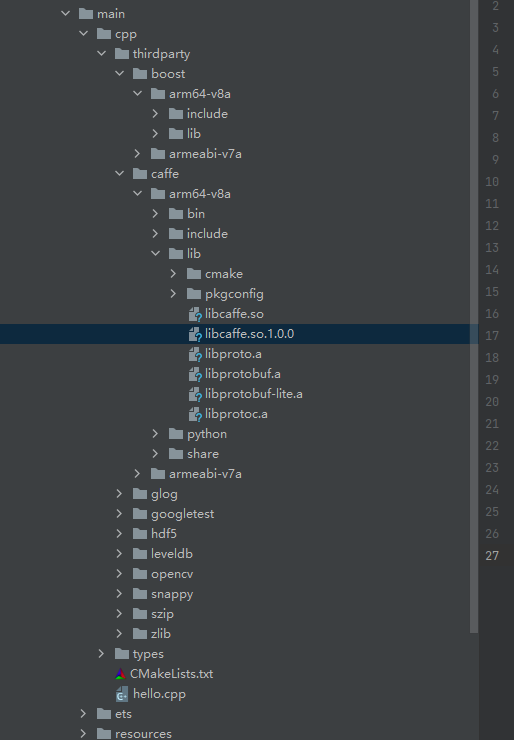 main
cpp
thirdparty
boost
arm64-v8a
include
lib
armeabi-v7a
caffe
arm64-v8a
bin
include
lib
cmake
pkgconfig
libcaffe.so
libcaffe.so.1.0.0
libproto.a
libprotobuf.a
libprotobuf-lite.a
libprotoc.a
python
share
armeabi-v7a
glog
googletest
hdf5
leveldb
opencv
snappy
szip
zlib
types
CMakeLists.txt
hello.cpp
ets
resources
2
3
4
5
6
7
8
9
10
11
12
13
14
15
16
17
18
19
20
21
22
23
24
25
26
27